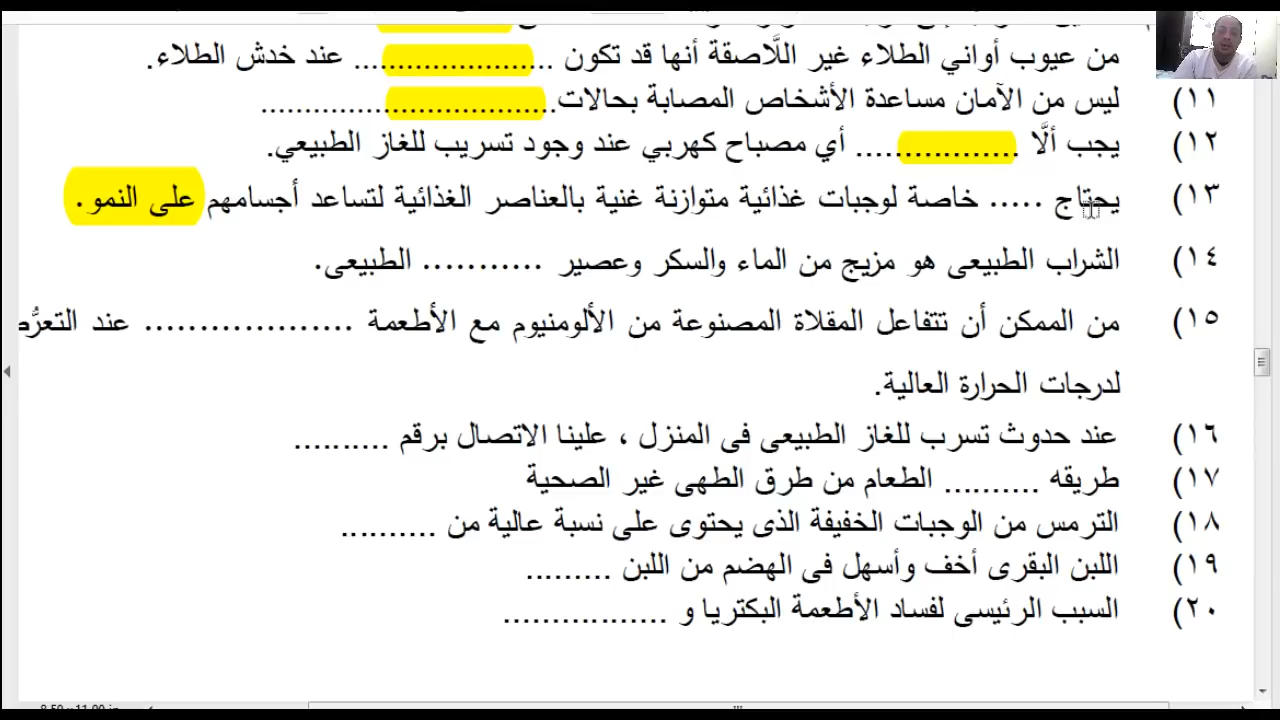 من عيوب أواني الطلاء غير اللَّاصقة أنها قد تكون ..................... عند خدش الطلاء.
١١) ليس من الآمان مساعدة الأشخاص المصابة بحالات..................................
١٢) يجب ألَّا ................... أي مصباح كهربي عند وجود تسريب للغاز الطبيعي.
١٣) يحتاج ..... خاصة لوجبات غذائية متوازنة غنية بالعناصر الغذائية لتساعد أجسامهم على النمو.
١٤) الشراب الطبيعى هو مزيج من الماء والسكر وعصير ........... الطبيعى.
١٥) من الممكن أن تتفاعل المقلاة المصنوعة من الألومنيوم مع الأطعمة ................... عند
لدرجات الحرارة العالية.
١٦) عند حدوث تسرب للغاز الطبيعى فى المنزل ، علينا الاتصال برقم ..........
١٧) طريقه .......... الطعام من طرق الطهى غير الصحية
١٨) الترمس من الوجبات الخفيفة الذى يحتوى على نسبة عالية من ..........
١٩) اللبن البقرى أخف وأسهل فى الهضم من اللبن .........
٢٠) السبب الرئيسى لفساد الأطعمة البكتريا و .................
8.50 x 11.00 in